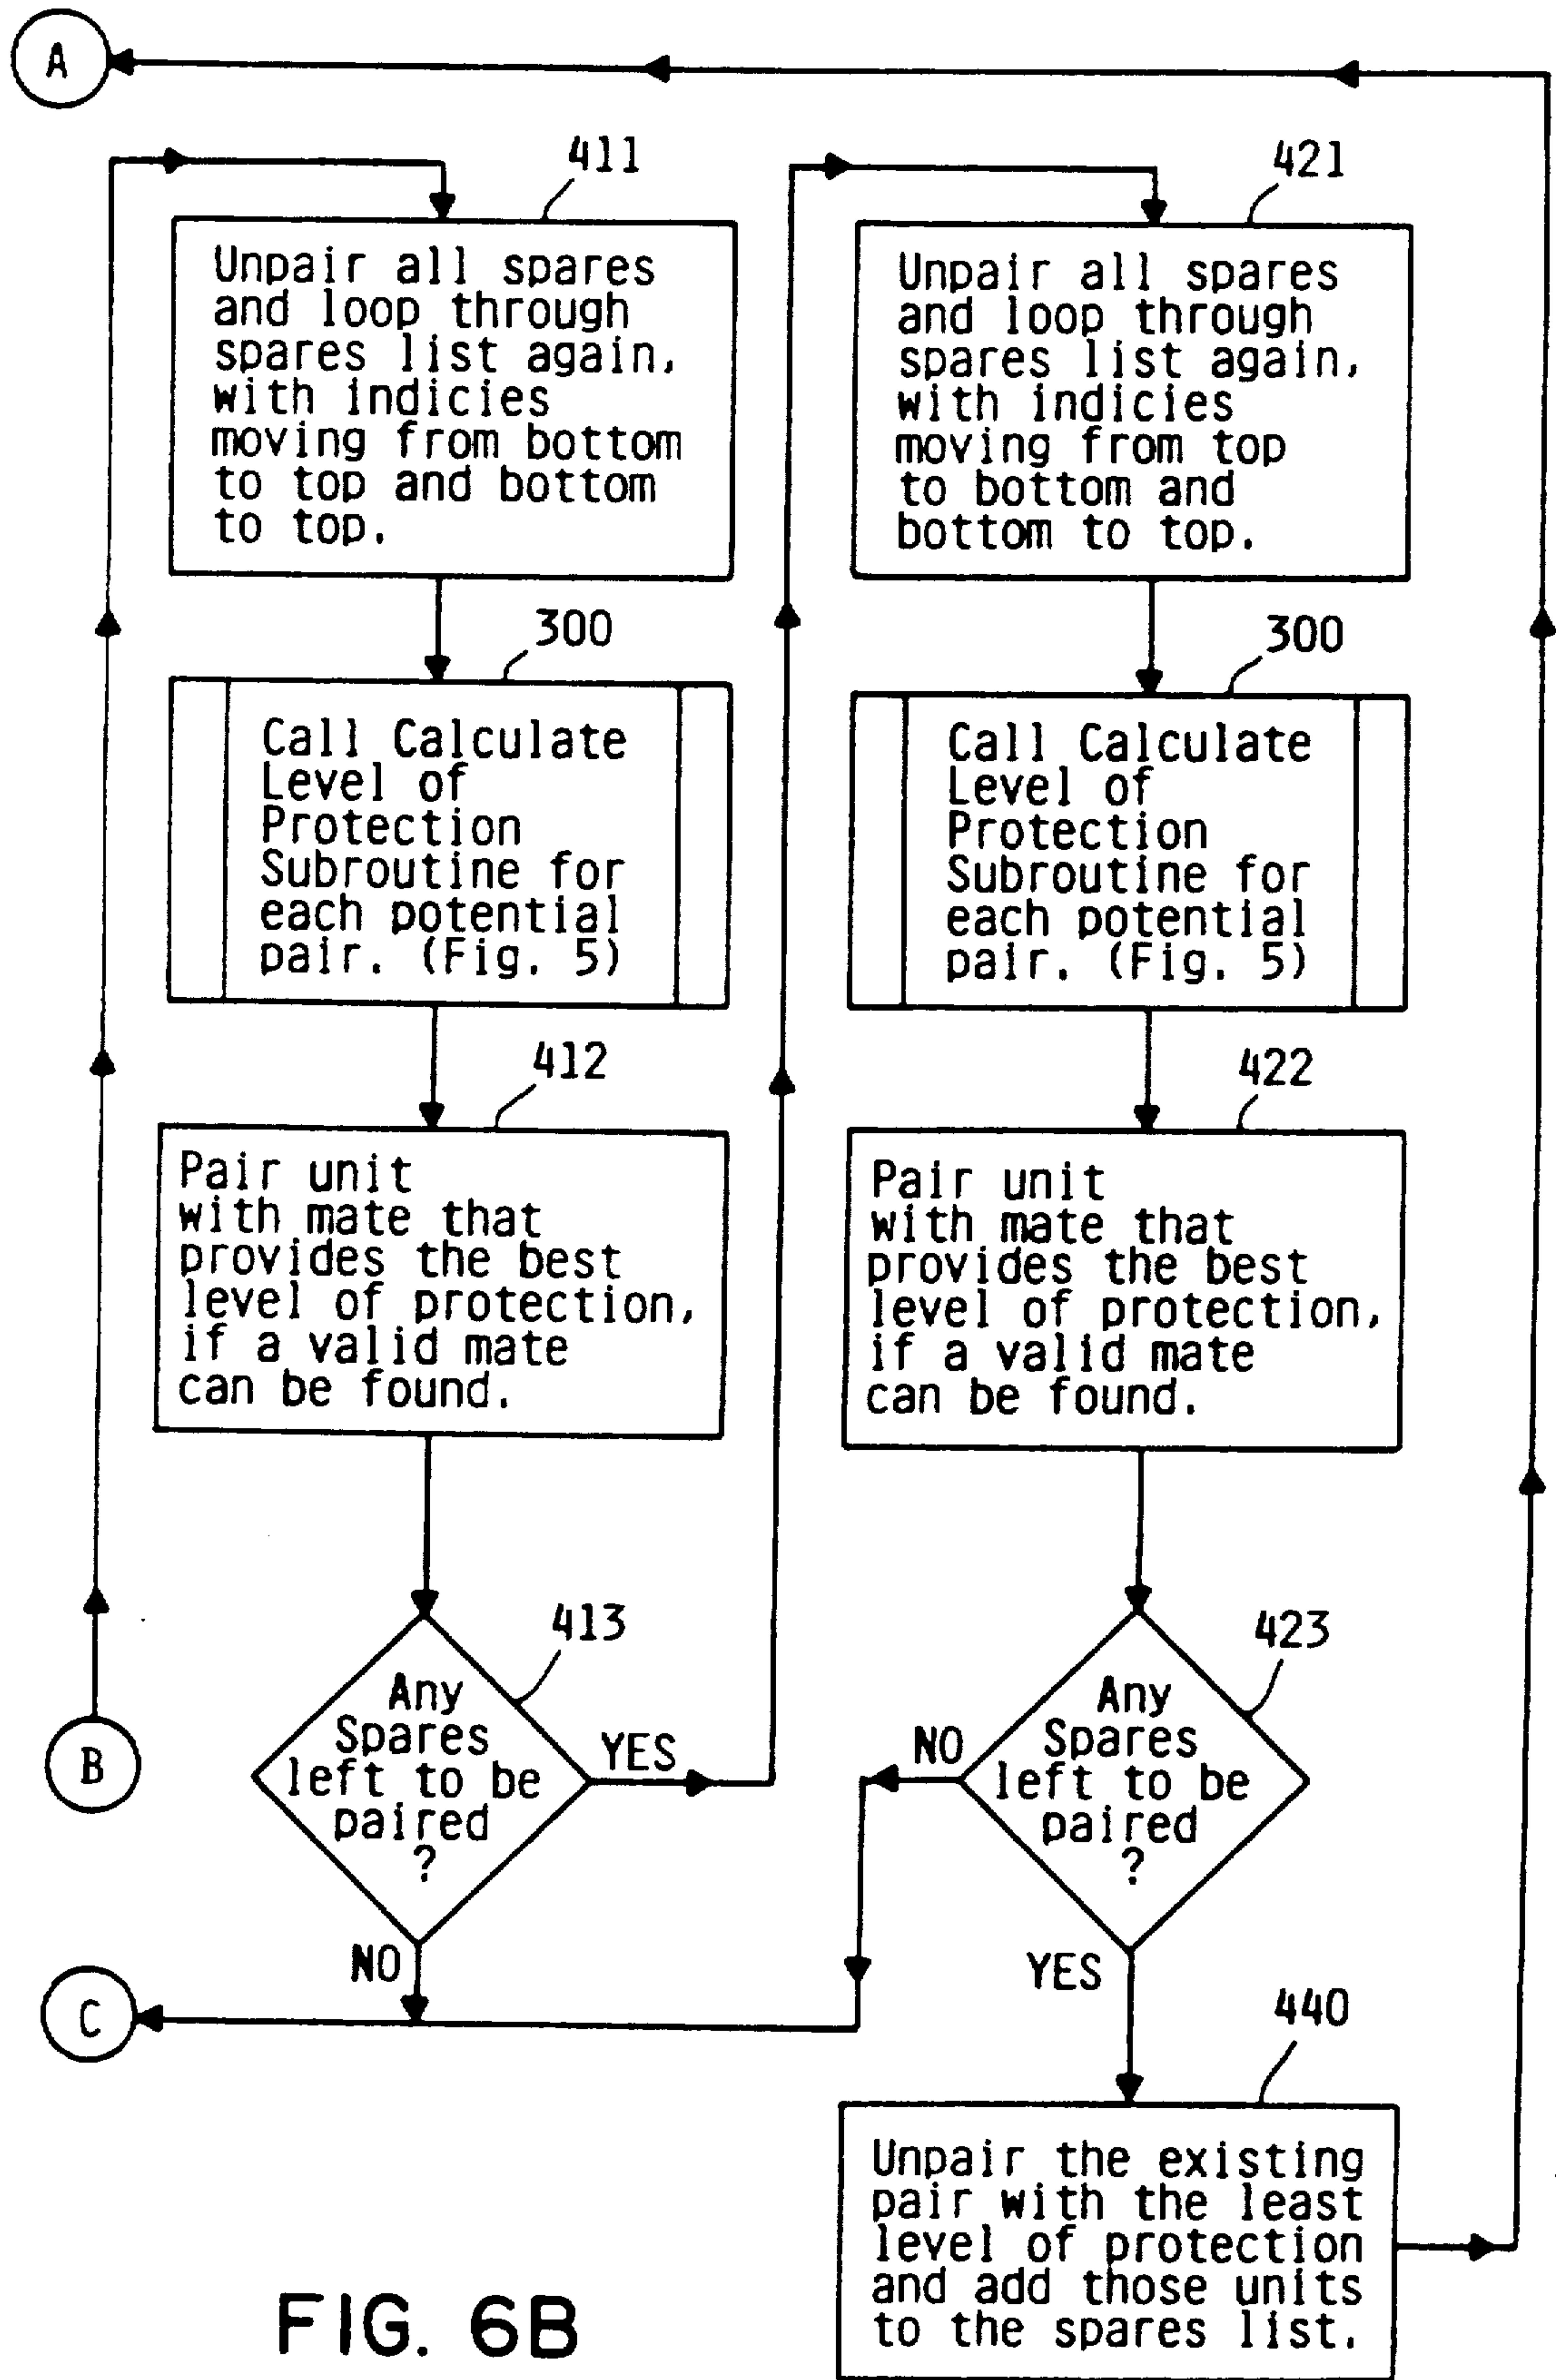 A
411
Unpair all spares
and loop through
spares list again,
with indicies
moving from bottom
to top and bottom
to top.
300
Call Calculate
Level of
Protection
Subroutine for
each potential
pair. (Fig. 5)
412
Pair unit
with mate that
provides the best
level of protection,
if a valid mate
can be found.
413
Any
Spares
left to be
paired
?
YES
NO
B
C
421
Unpair all spares
and loop through
spares list again,
with indicies
moving from top
to bottom and
bottom to top.
300
Call Calculate
Level of
Protection
Subroutine for
each potential
pair. (Fig. 5)
422
Pair unit
with mate that
provides the best
level of protection,
if a valid mate
can be found.
423
Any
Spares
left to be
paired
?
NO
YES
440
Unpair the existing
pair with the least
level of protection
and add those units
to the spares list.
FIG. 6B